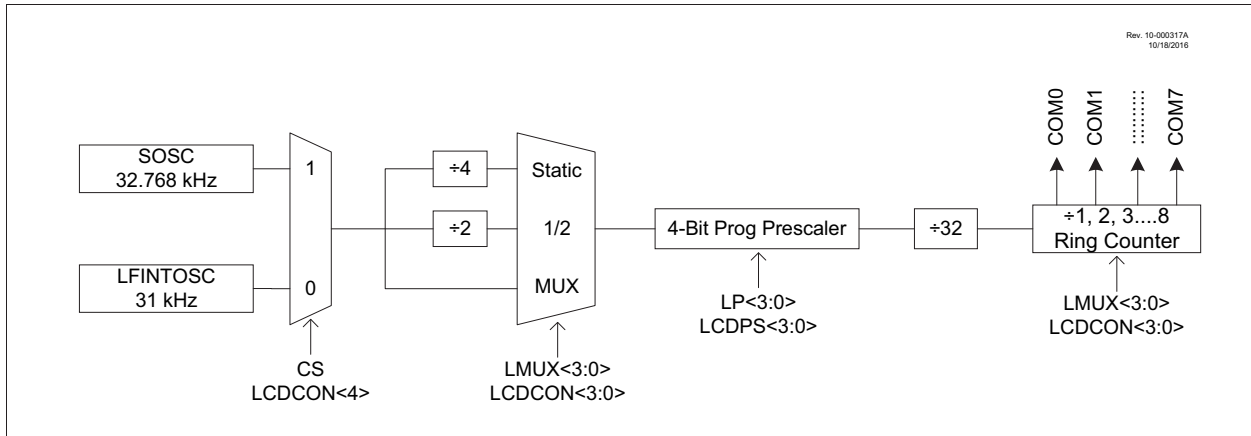 Rev. 10-000317A
10/18/2016
COM0
COM1
COM7
SOSC
32.768 kHz
1
÷4
Static
÷2
1/2
4-Bit Prog Prescaler
÷32
÷1, 2, 3....8
Ring Counter
LFINTOSC
31 kHz
0
MUX
LP<3:0>
LCDPS<3:0>
LMUX<3:0>
LCDCON<3:0>
CS
LCDCON<4>
LMUX<3:0>
LCDCON<3:0>